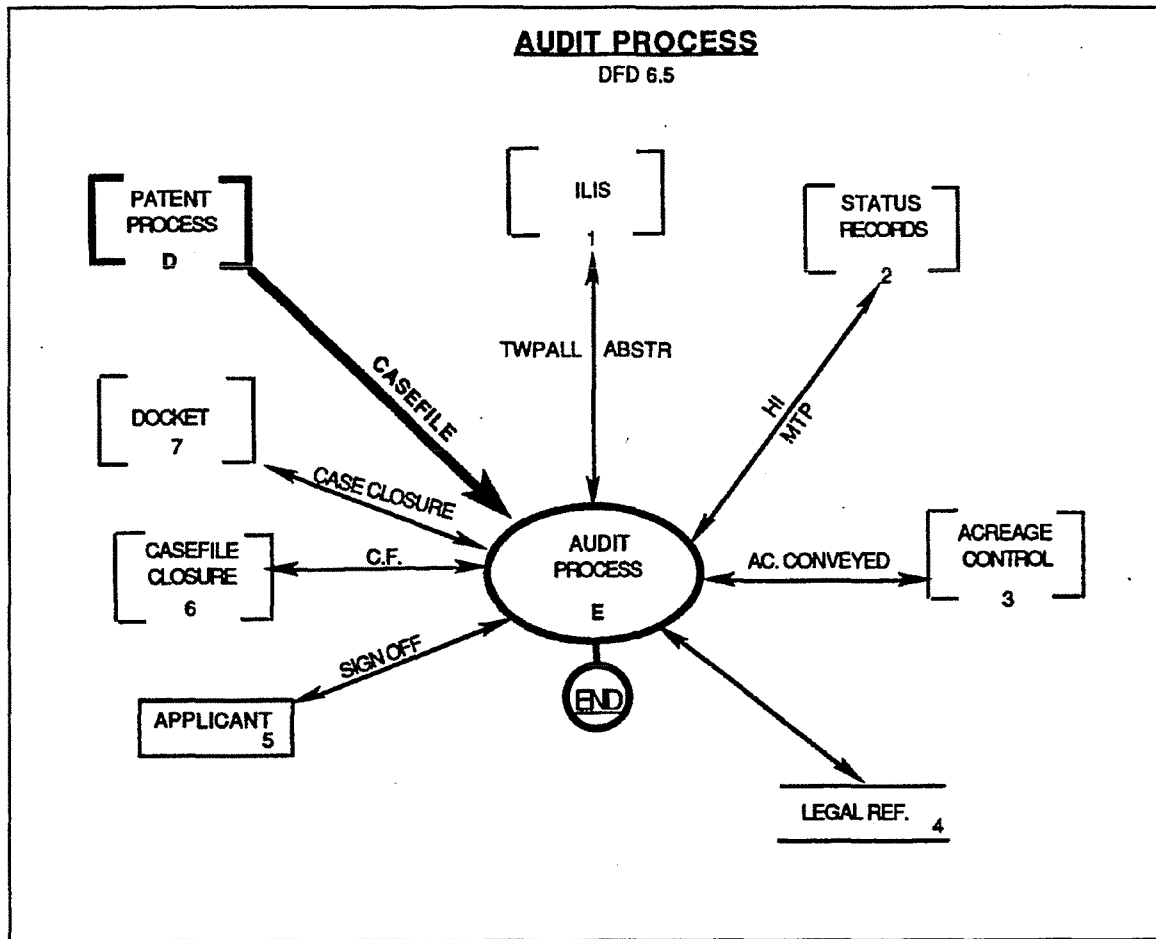 AUDIT PROCESS
DFD 6.5
PATENT
PROCESS
D
ILIS
1
STATUS
RECORDS
2
CASEFILE
TWPALL
ABSTR
HI
MTP
DOCKET
7
CASE CLOSURE
CASEFILE
CLOSURE
6
C.F.
AUDIT
PROCESS
E
AC. CONVEYED
ACREAGE
CONTROL
3
SIGN OFF
END
APPLICANT
5
LEGAL REF.
4